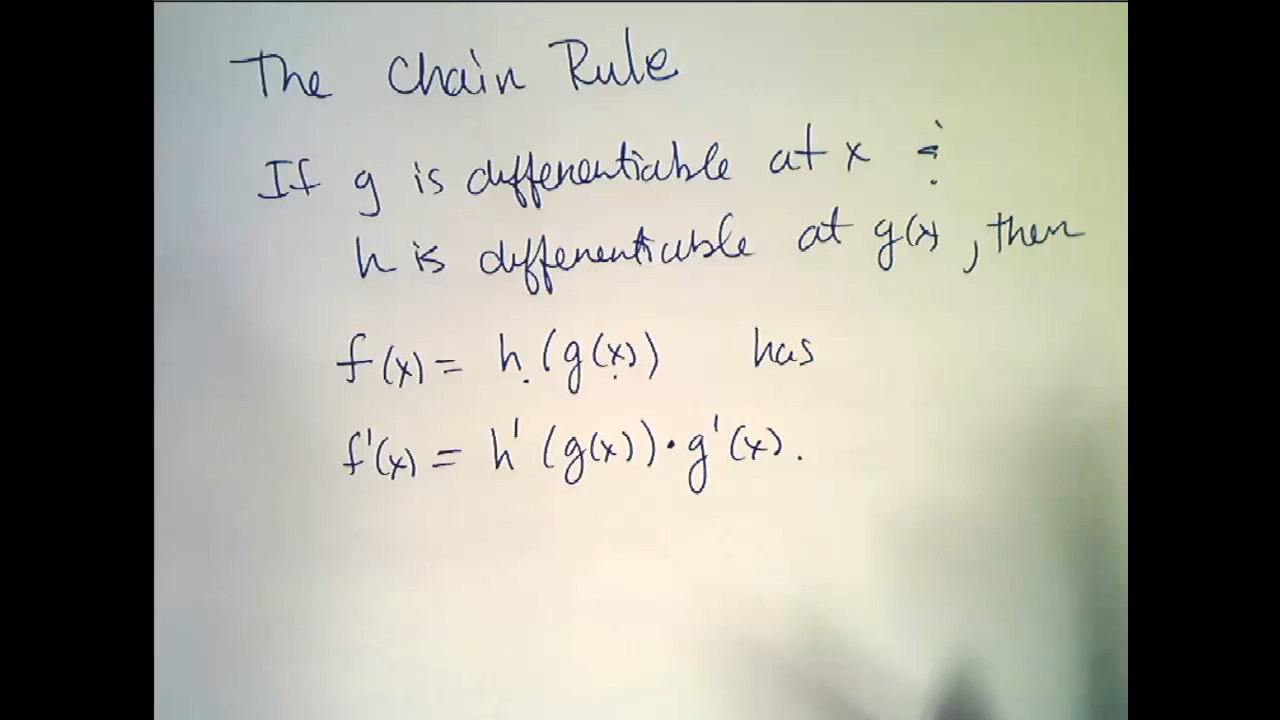 The Chain Rule
If g is differentiable at x &
h is differentiable at g(x), then
f(x) = h(g(x)) has
f'(x) = h'(g(x))·g'(x).